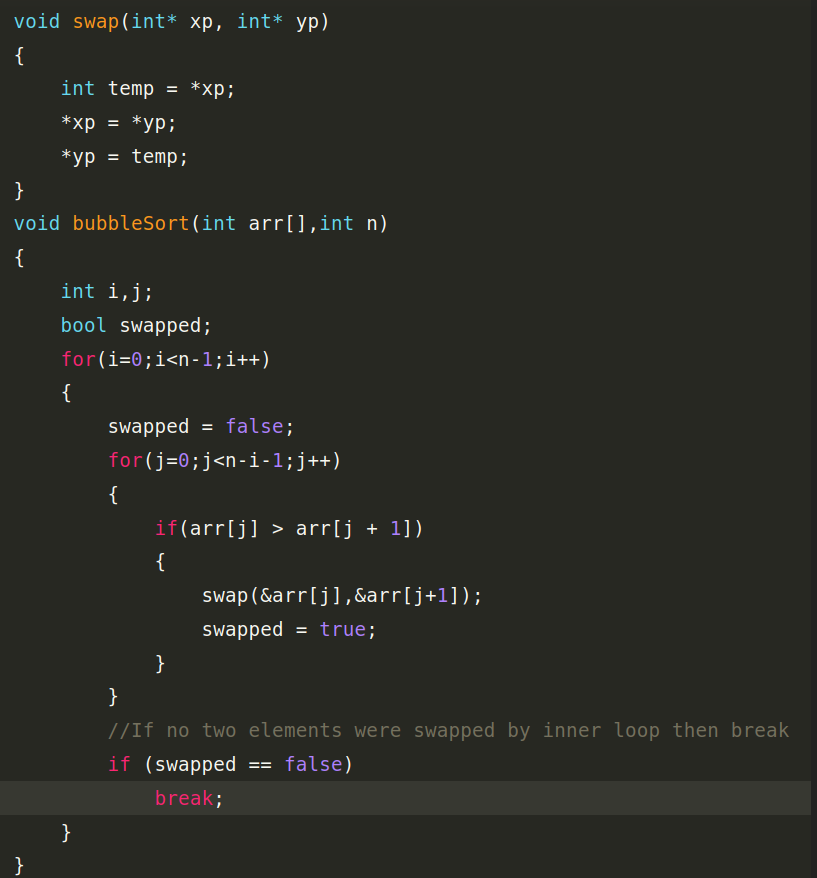 void swap(int* xp, int* yp)
{
    int temp = *xp;
    *xp = *yp;
    *yp = temp;
}
void bubbleSort(int arr[],int n)
{
    int i,j;
    bool swapped;
    for(i=0;i<n-1;i++)
    {
        swapped = false;
        for(j=0;j<n-i-1;j++)
        {
            if(arr[j] > arr[j + 1])
            {
                swap(&arr[j],&arr[j+1]);
                swapped = true;
            }
        }
        //If no two elements were swapped by inner loop then break
        if (swapped == false)
            break;
    }
}